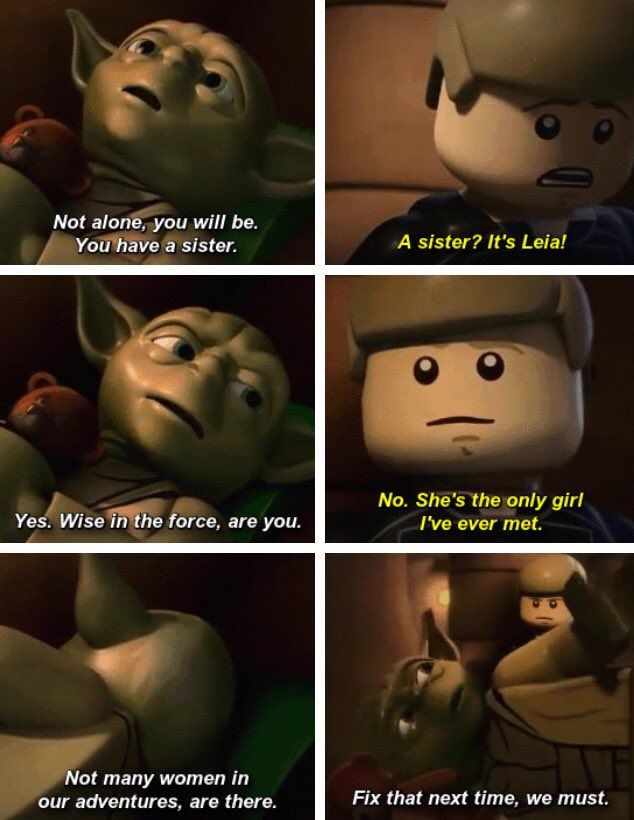 Not alone, you will be.
You have a sister.
A sister? It's Leia!
Yes. Wise in the force, are you.
No. She's the only girl
I've ever met.
Not many women in
our adventures, are there.
Fix that next time, we must.